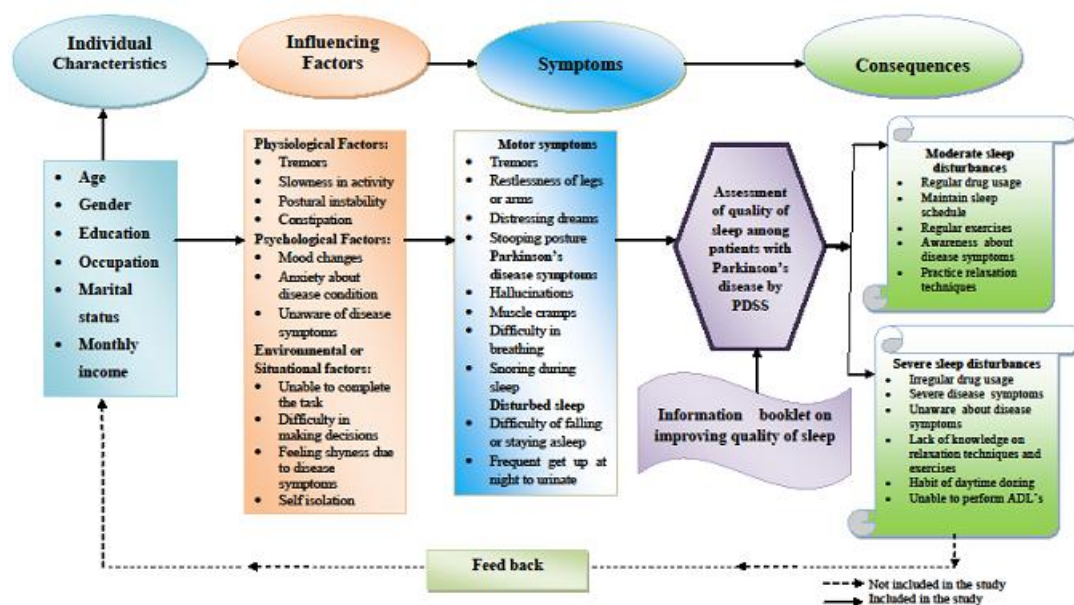 Individual
Characteristics
Influencing
Factors
Symptoms
Consequences
• Age
• Gender
• Education
• Occupation
• Marital
status
• Monthly
income
Physiological Factors:
• Tremors
• Slowness in activity
• Postural instability
• Constipation
Psychological Factors:
• Mood changes
• Anxiety about
disease condition
• Unaware of disease
symptoms
Environmental or
Situational factors:
• Unable to complete
the task
• Difficulty in
making decisions
• Feeling shyness due
to disease
symptoms
• Self isolation
Motor symptoms
• Tremors
• Restlessness of legs
or arms
• Distressing dreams
• Stooping posture
Parkinson's
disease symptoms
• Hallucinations
• Muscle cramps
• Difficulty in
breathing
• Snoring during
sleep
Disturbed sleep
• Difficulty of falling
or staying asleep
• Frequent get up at
night to urinate
Assessment
of quality of
sleep among
patients with
Parkinson's
disease by
PDSS
Information booklet on
improving quality of sleep
Moderate sleep
disturbances
• Regular drug usage
• Maintain sleep
schedule
• Regular exercises
• Awareness about
disease symptoms
• Practice relaxation
techniques
Severe sleep disturbances
• Irregular drug usage
• Severe disease symptoms
• Unaware about disease
symptoms
• Lack of knowledge on
relaxation techniques and
exercises
• Habit of daytime dozing
• Unable to perform ADL's
Feed back
Not included in the study
Included in the study